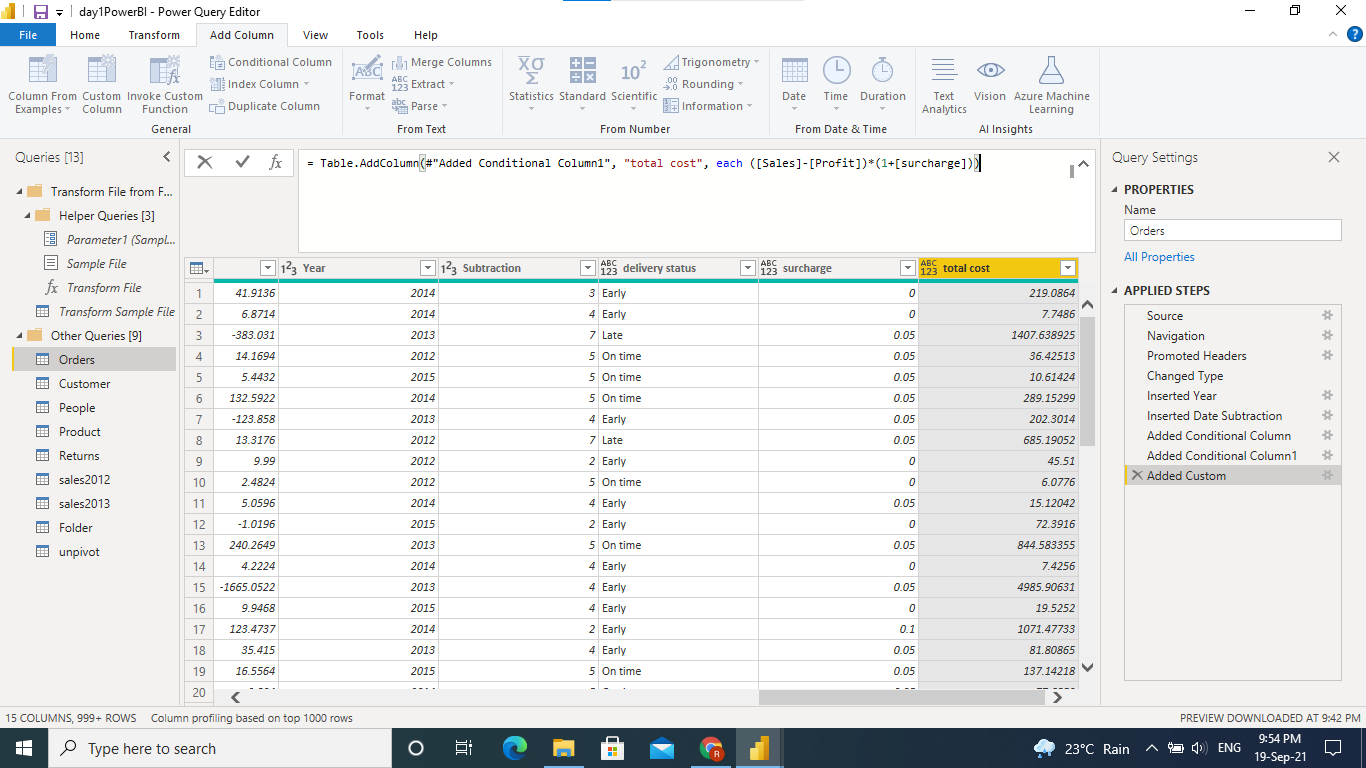 day1PowerBI - Power Query Editor
File Home Transform Add Column View Tools Help
Column From Examples
Custom Column
Invoke Custom Function
Conditional Column
Index Column
Duplicate Column
General
Format
Merge Columns
Extract
Parse
From Text
Statistics
Standard
Scientific
Trigonometry
Rounding
Information
From Number
Date
Time
Duration
From Date & Time
Text Analytics
Vision
Azure Machine Learning
AI Insights
Queries [13]
Transform File from F...
Helper Queries [3]
Parameter1 (Sampl...
Sample File
Transform File
Transform Sample File
Other Queries [9]
Orders
Customer
People
Product
Returns
sales2012
sales2013
Folder
unpivot
= Table.AddColumn(#"Added Conditional Column1", "total cost", each ([Sales]-[Profit])*(1+[surcharge]))
Year Subtraction delivery status surcharge total cost
1 41.9136 2014 3 Early 0 219.0864
2 6.8714 2014 4 Early 0 7.7486
3 -383.031 2013 7 Late 0.05 1407.638925
4 14.1694 2012 5 On time 0.05 36.42513
5 5.4432 2015 5 On time 0.05 10.61424
6 132.5922 2014 5 On time 0.05 289.15299
7 -123.858 2013 4 Early 0.05 202.3014
8 13.3176 2012 7 Late 0.05 685.19052
9 9.99 2012 2 Early 0 45.51
10 2.4824 2012 5 On time 0 6.0776
11 5.0596 2014 4 Early 0.05 15.12042
12 -1.0196 2015 2 Early 0 72.3916
13 240.2649 2013 5 On time 0.05 844.583355
14 4.2224 2014 4 Early 0 7.4256
15 -1665.0522 2013 4 Early 0.05 4985.90631
16 9.9468 2015 4 Early 0 19.5252
17 123.4737 2014 2 Early 0.1 1071.47733
18 35.415 2013 4 Early 0.05 81.80865
19 16.5564 2015 5 On time 0.05 137.14218
20
Query Settings
PROPERTIES
Name
Orders
All Properties
APPLIED STEPS
Source
Navigation
Promoted Headers
Changed Type
Inserted Year
Inserted Date Subtraction
Added Conditional Column
Added Conditional Column1
Added Custom
15 COLUMNS, 999+ ROWS Column profiling based on top 1000 rows
PREVIEW DOWNLOADED AT 9:42 PM
Type here to search
23°C Rain
ENG
9:54 PM
19-Sep-21